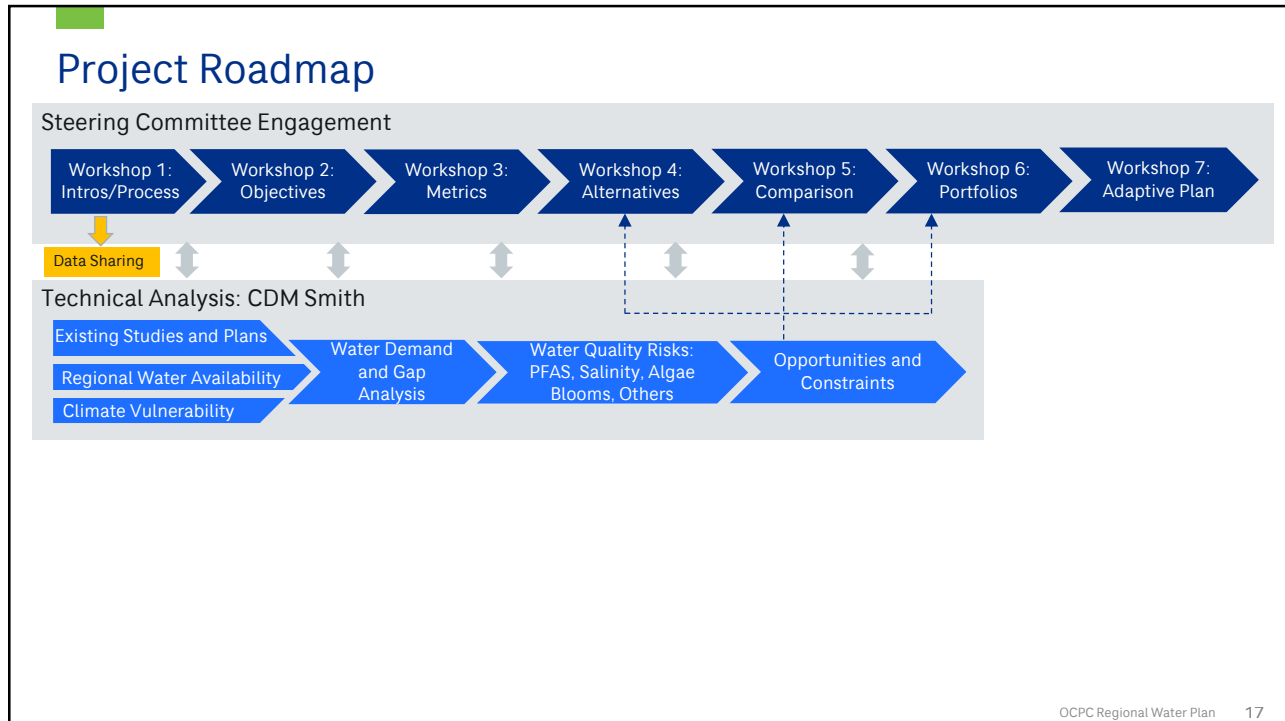 Project Roadmap
Steering Committee Engagement
Workshop 1:
Intros/Process
Workshop 2:
Objectives
Workshop 3:
Metrics
Workshop 4:
Alternatives
Workshop 5:
Comparison
Workshop 6:
Portfolios
Workshop 7:
Adaptive Plan
Data Sharing
Technical Analysis: CDM Smith
Existing Studies and Plans
Regional Water Availability
Climate Vulnerability
Water Demand
and Gap
Analysis
Water Quality Risks:
PFAS, Salinity, Algae
Blooms, Others
Opportunities and
Constraints
OCPC Regional Water Plan 17